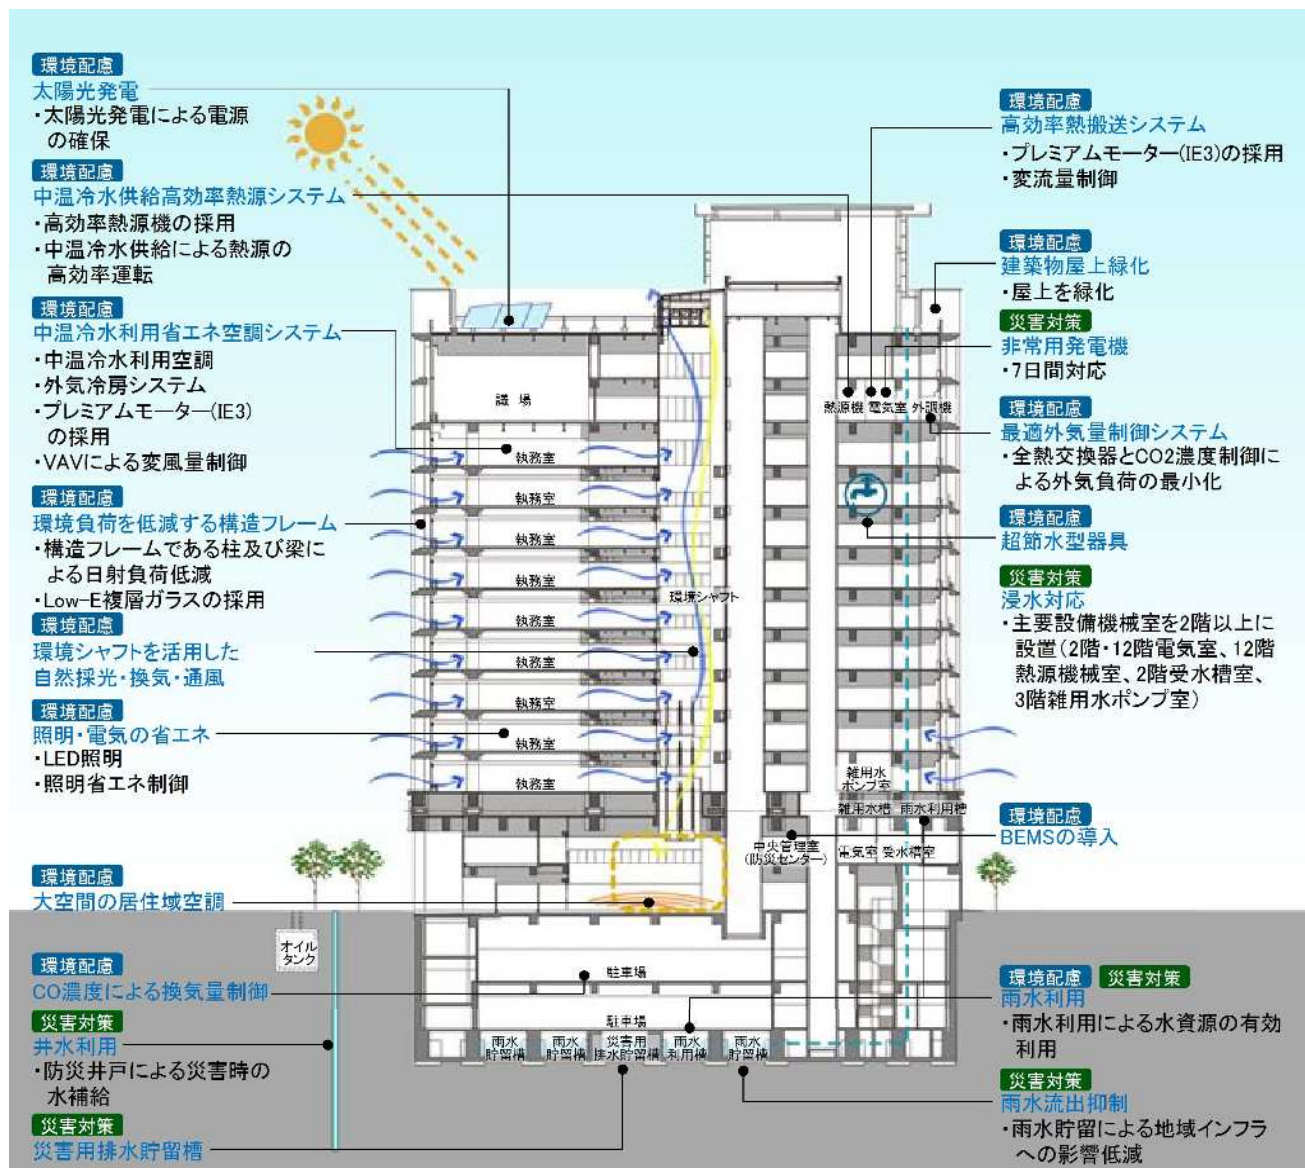 環境配慮
太陽光発電
・太陽光発電による電源
の確保
環境配慮
中温冷水供給高効率熱源システム
・高効率熱源機の採用
・中温冷水供給による熱源の
高効率運転
環境配慮
中温冷水利用省エネ空調システム
・中温冷水利用空調
・外気冷房システム
・プレミアムモーター(IE3)
の採用
・VAVによる変風量制御
環境配慮
環境負荷を低減する構造フレーム
・構造フレームである柱及び梁に
よる日射負荷低減
・Low-E複層ガラスの採用
環境配慮
環境シャフトを活用した
自然採光・換気・通風
環境配慮
照明・電気の省エネ
・LED照明
・照明省エネ制御
環境配慮
大空間の居住域空調
環境配慮
CO濃度による換気量制御
災害対策
井水利用
・防災井戸による災害時の
水補給
災害対策
災害用排水貯留槽
議場
執務室
執務室
執務室
執務室
執務室
執務室
執務室
執務室
執務室
環境シャフト
熱源機 電気室 外調機
雑用水
ポンプ室
雑用水槽 雨水利用槽
中央管理室
(防災センター)
電気室 受水槽室
オイル
タンク
駐車場
駐車場
雨水
貯留槽
雨水
貯留槽
災害用
排水貯留槽
雨水
利用槽
雨水
貯留槽
環境配慮
高効率熱搬送システム
・プレミアムモーター(IE3)の採用
・変流量制御
環境配慮
建築物屋上緑化
・屋上を緑化
災害対策
非常用発電機
・7日間対応
環境配慮
最適外気量制御システム
・全熱交換器とCO2濃度制御に
よる外気負荷の最小化
環境配慮
超節水型器具
災害対策
浸水対応
・主要設備機械室を2階以上に
設置(2階・12階電気室、12階
熱源機械室、2階受水槽室、
3階雑用水ポンプ室)
環境配慮
BEMSの導入
環境配慮 災害対策
雨水利用
・雨水利用による水資源の有効
利用
災害対策
雨水流出抑制
・雨水貯留による地域インフラ
への影響低減